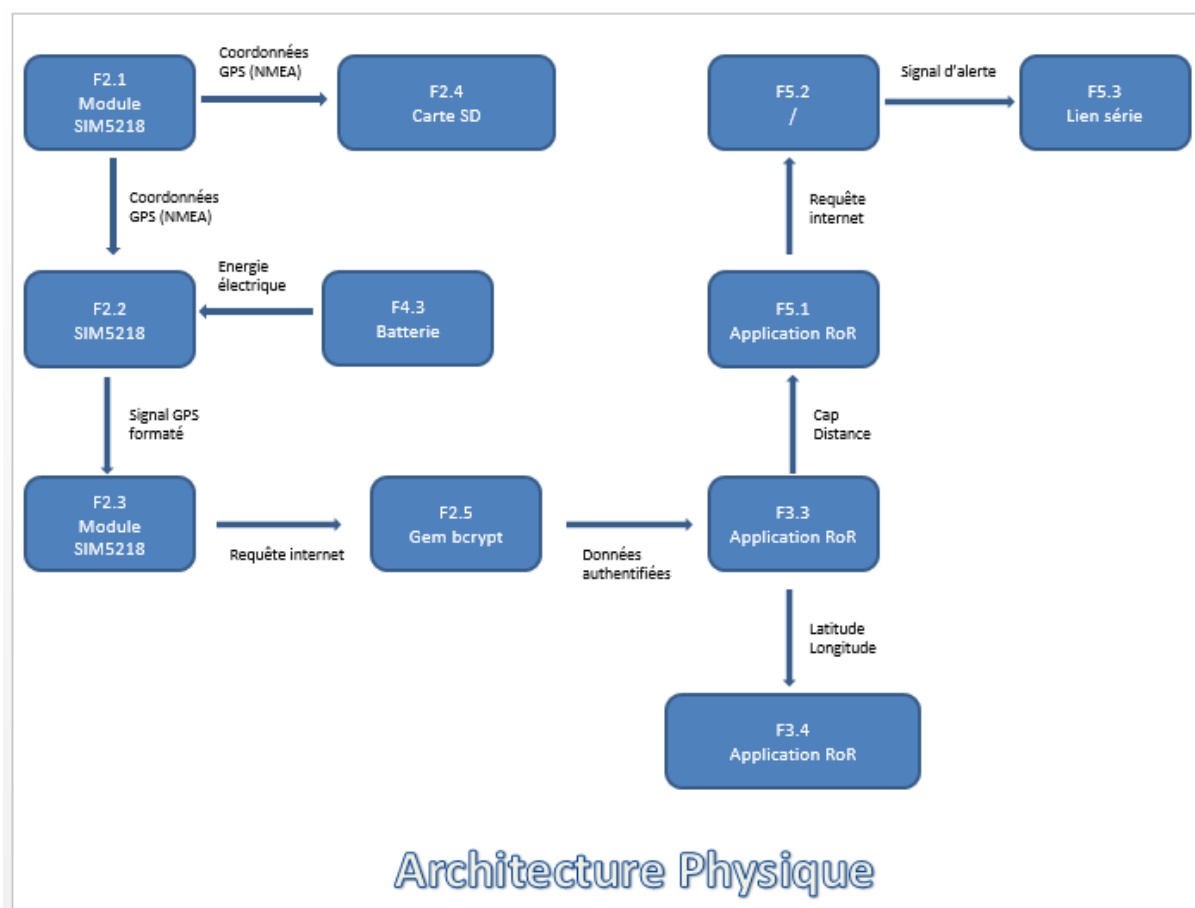 F2.1
Module
SIM5218
Coordonnées
GPS (NMEA)
F2.4
Carte SD
F5.2
/
Signal d'alerte
F5.3
Lien série
Coordonnées
GPS (NMEA)
Requête
internet
F2.2
SIM5218
Energie
électrique
F4.3
Batterie
F5.1
Application RoR
Signal GPS
formaté
Cap
Distance
F2.3
Module
SIM5218
Requête internet
F2.5
Gem bcrypt
Données
authentifiées
F3.3
Application RoR
Latitude
Longitude
F3.4
Application RoR
Architecture Physique